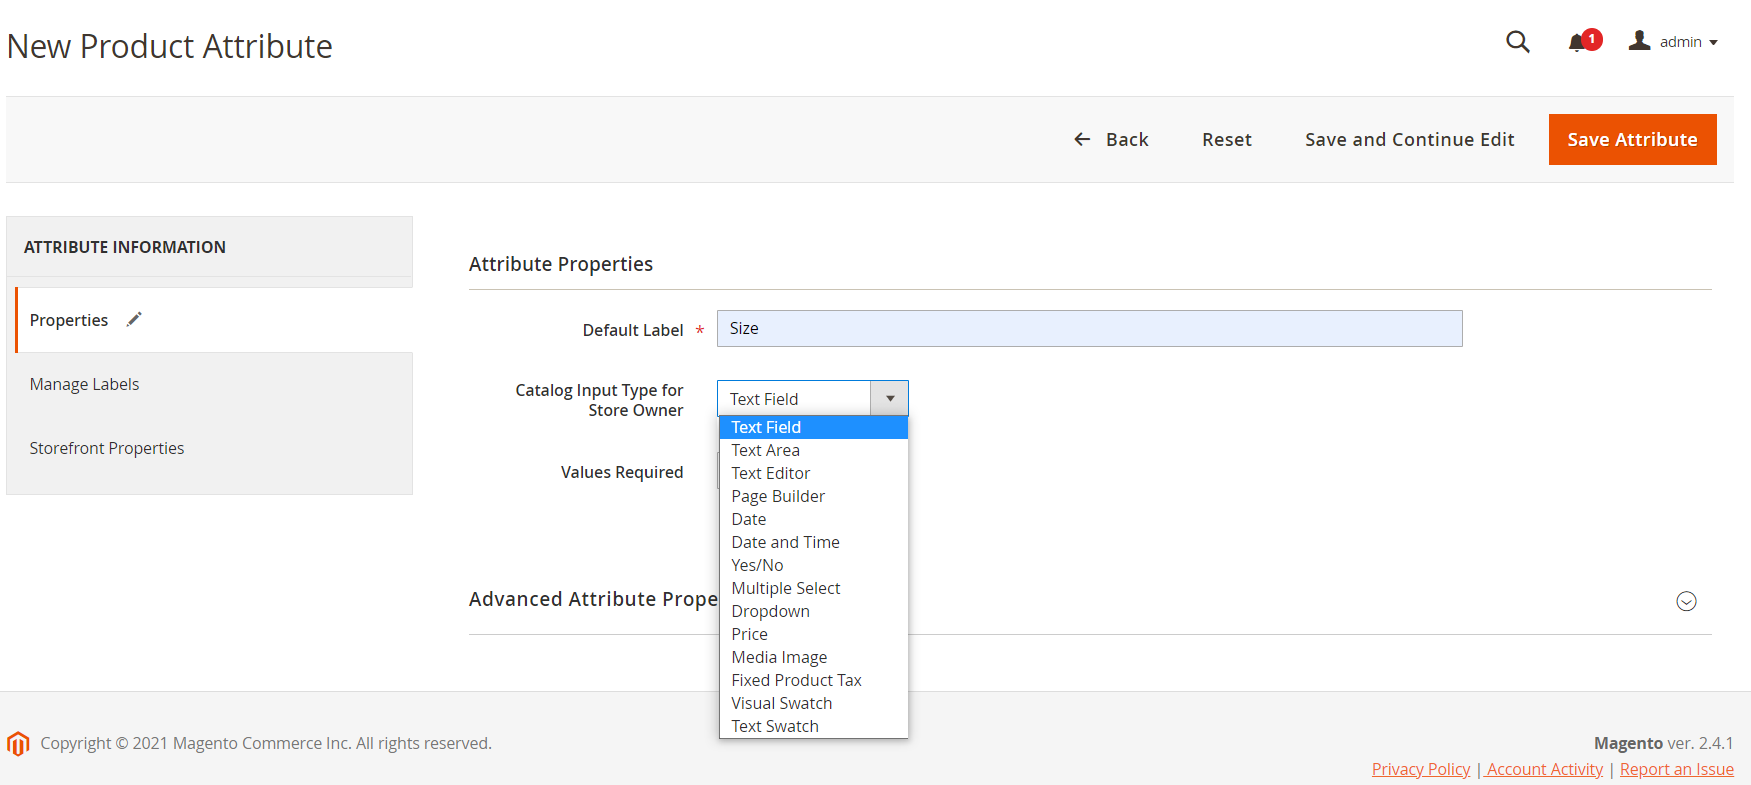 New Product Attribute
1
admin
Back
Reset
Save and Continue Edit
Save Attribute
ATTRIBUTE INFORMATION
Properties
Manage Labels
Storefront Properties
Attribute Properties
Default Label *
Size
Catalog Input Type for
Store Owner
Text Field
Text Field
Text Area
Text Editor
Page Builder
Date
Date and Time
Yes/No
Multiple Select
Dropdown
Price
Media Image
Fixed Product Tax
Visual Swatch
Text Swatch
Values Required
Advanced Attribute Prope
Copyright © 2021 Magento Commerce Inc. All rights reserved.
Magento ver. 2.4.1
Privacy Policy | Account Activity | Report an Issue